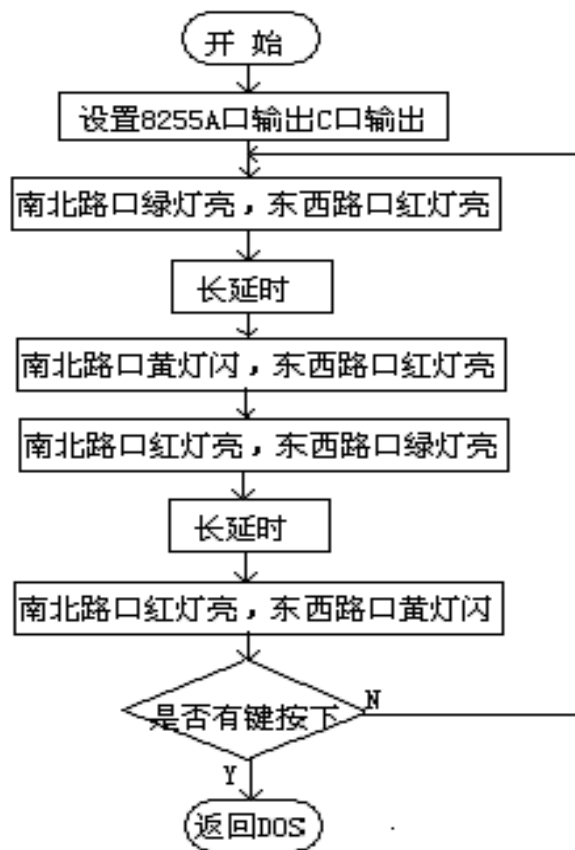 开 始
设置8255A口输出C口输出
南北路口绿灯亮，东西路口红灯亮
长延时
南北路口黄灯闪，东西路口红灯亮
南北路口红灯亮，东西路口绿灯亮
长延时
南北路口红灯亮，东西路口黄灯闪
是否有键按下
N
Y
返回DOS